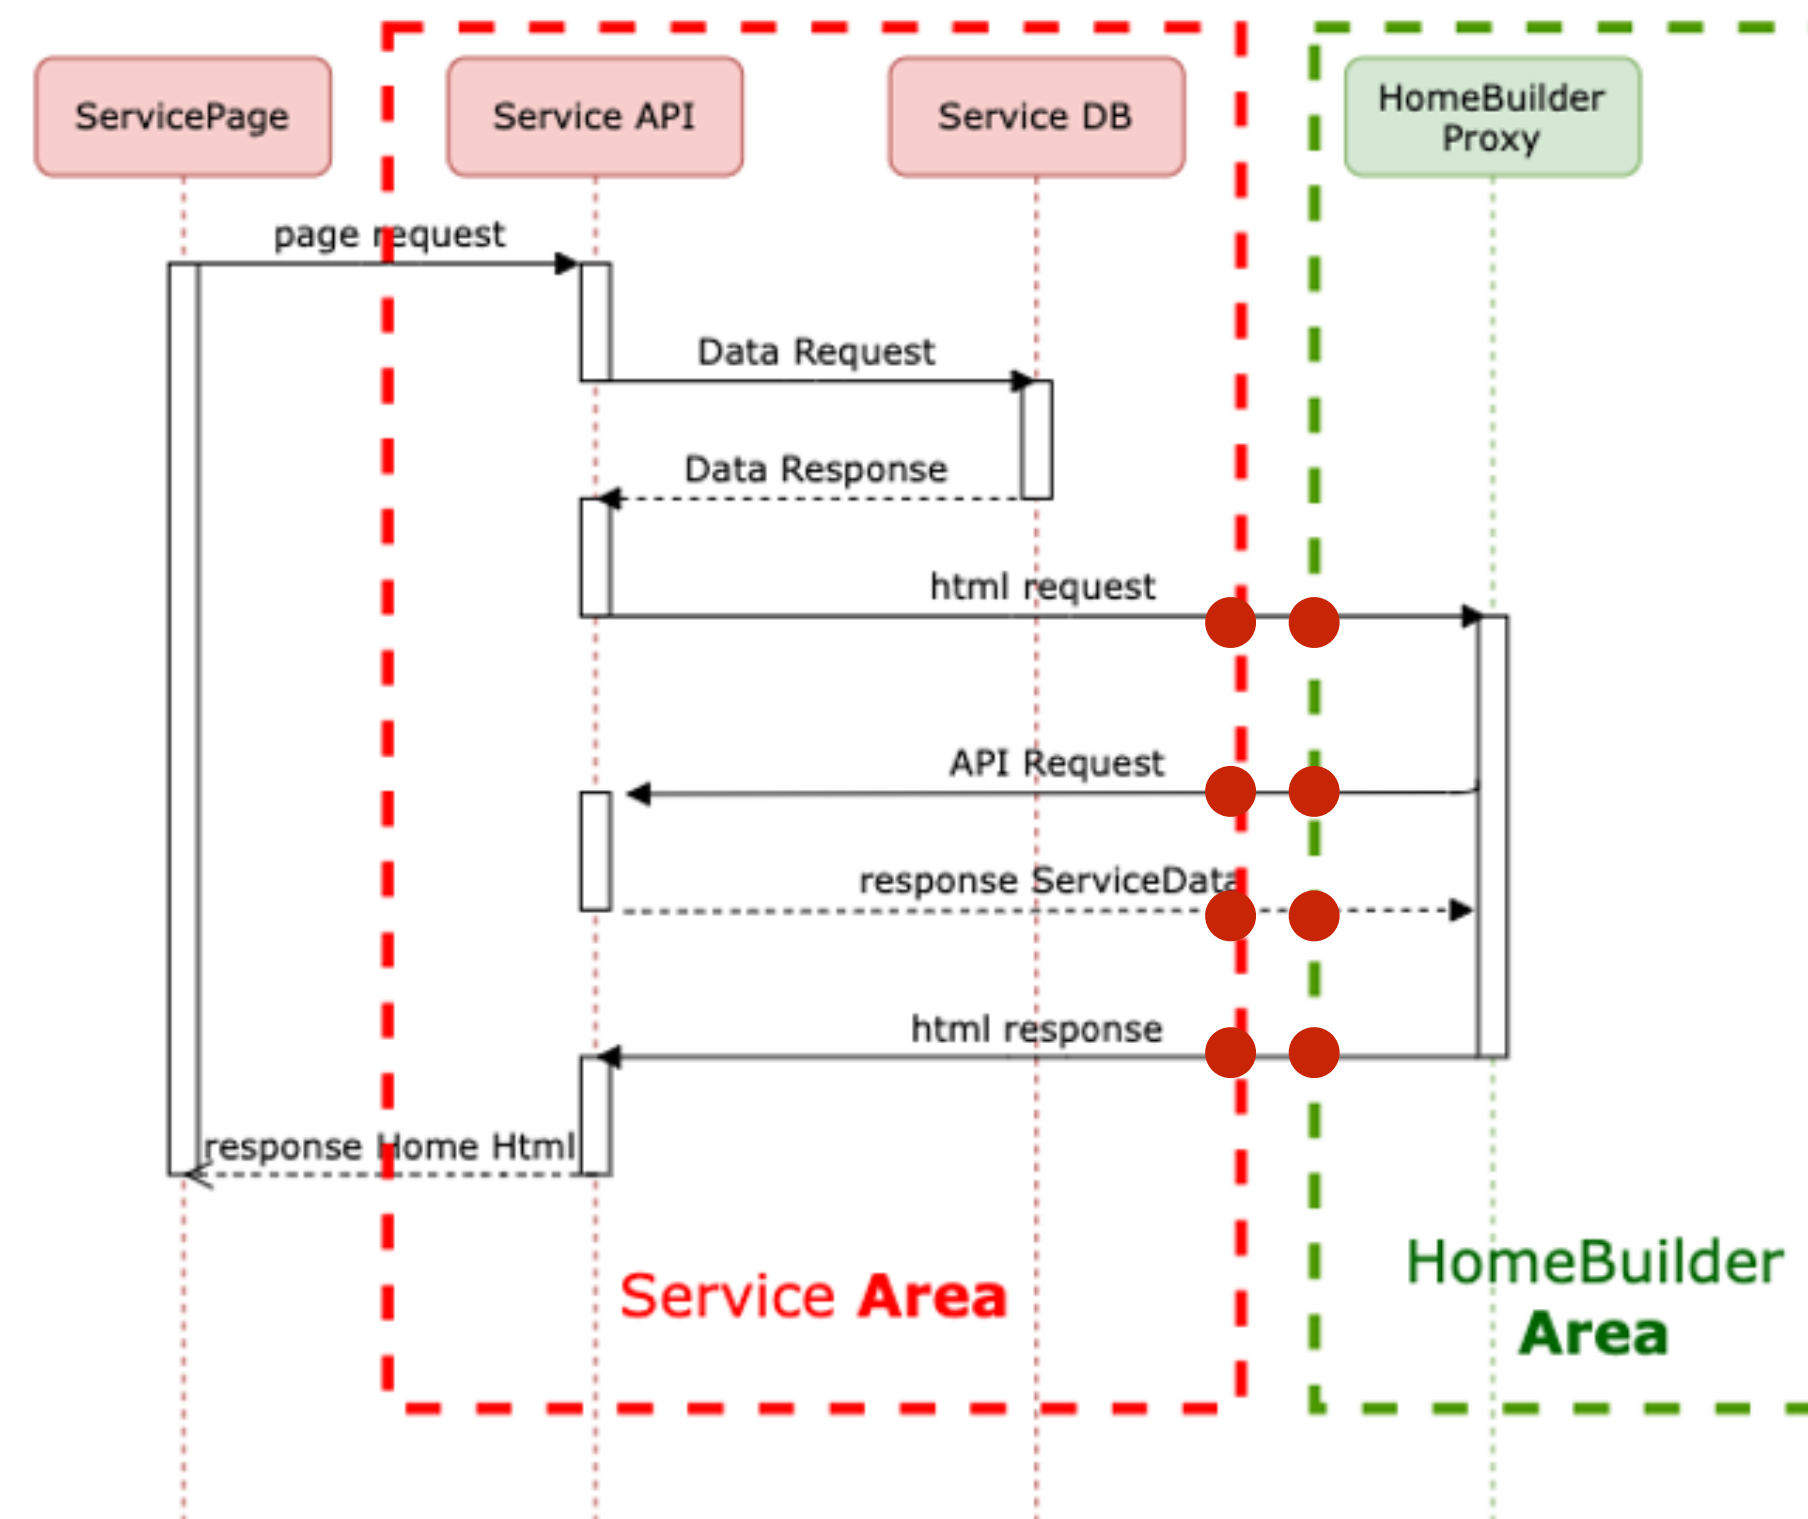 ServicePage
Service API
Service DB
HomeBuilder
Proxy
page request
Data Request
Data Response
html request
API Request
response ServiceData
html response
response Home Html
Service Area
HomeBuilder
Area